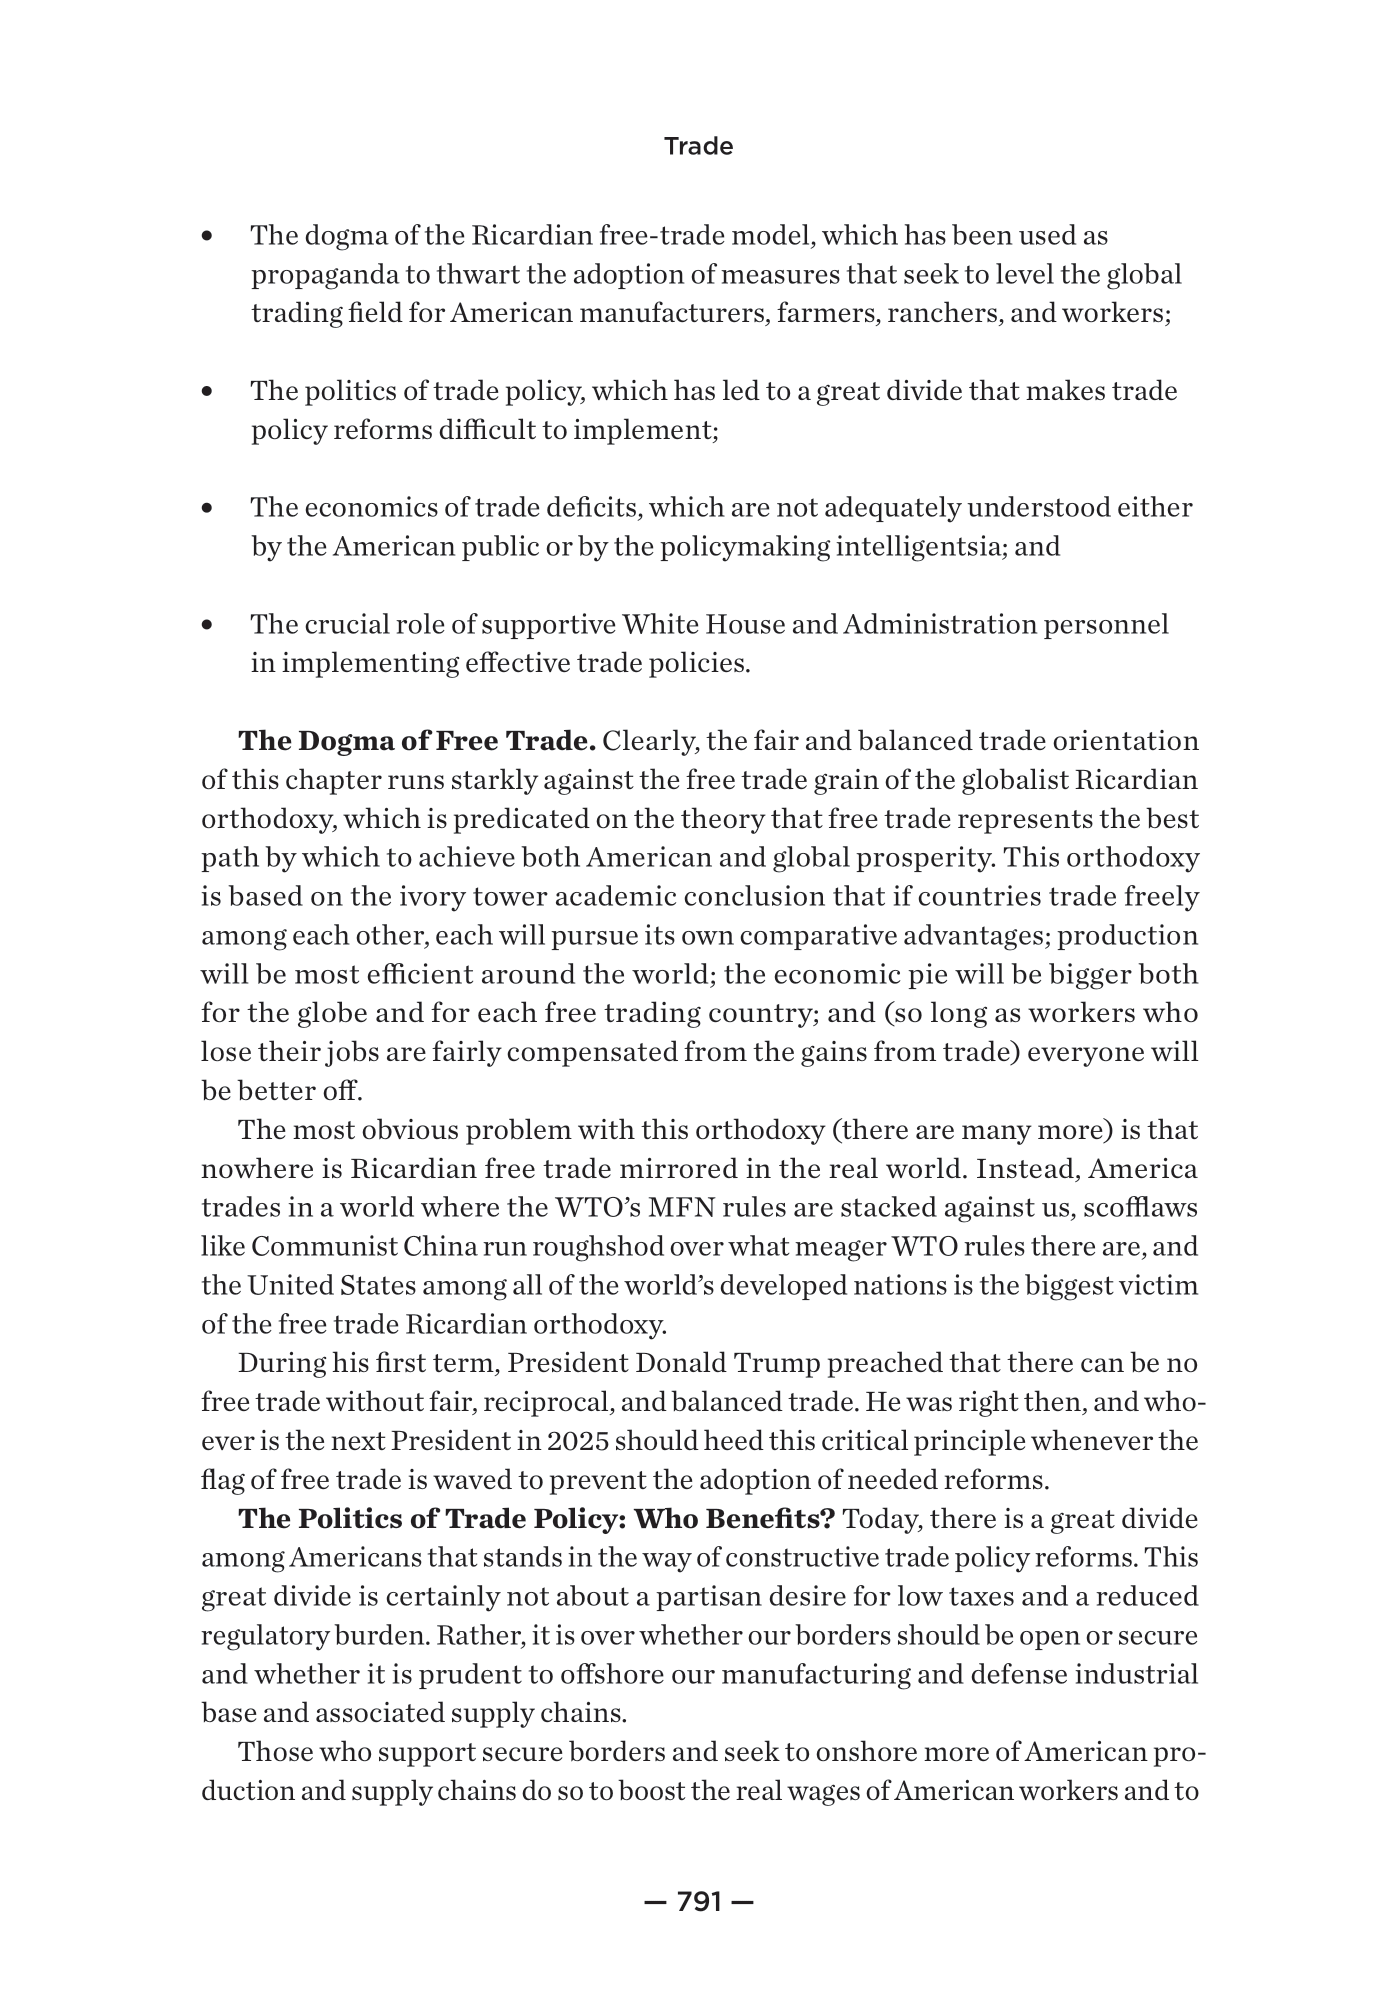 Trade
• The dogma of the Ricardian free-trade model, which has been used as
propaganda to thwart the adoption of measures that seek to level the global
trading field for American manufacturers, farmers, ranchers, and workers;
• The politics of trade policy, which has led to a great divide that makes trade
policy reforms difficult to implement;
• The economics of trade deficits, which are not adequately understood either
by the American public or by the policymaking intelligentsia; and
• The crucial role of supportive White House and Administration personnel
in implementing effective trade policies.
The Dogma of Free Trade. Clearly, the fair and balanced trade orientation
of this chapter runs starkly against the free trade grain of the globalist Ricardian
orthodoxy, which is predicated on the theory that free trade represents the best
path by which to achieve both American and global prosperity. This orthodoxy
is based on the ivory tower academic conclusion that if countries trade freely
among each other, each will pursue its own comparative advantages; production
will be most efficient around the world; the economic pie will be bigger both
for the globe and for each free trading country; and (so long as workers who
lose their jobs are fairly compensated from the gains from trade) everyone will
be better off.
The most obvious problem with this orthodoxy (there are many more) is that
nowhere is Ricardian free trade mirrored in the real world. Instead, America
trades in a world where the WTO’s MFN rules are stacked against us, scofflaws
like Communist China run roughshod over what meager WTO rules there are, and
the United States among all of the world’s developed nations is the biggest victim
of the free trade Ricardian orthodoxy.
During his first term, President Donald Trump preached that there can be no
free trade without fair, reciprocal, and balanced trade. He was right then, and who-
ever is the next President in 2025 should heed this critical principle whenever the
flag of free trade is waved to prevent the adoption of needed reforms.
The Politics of Trade Policy: Who Benefits? Today, there is a great divide
among Americans that stands in the way of constructive trade policy reforms. This
great divide is certainly not about a partisan desire for low taxes and a reduced
regulatory burden. Rather, it is over whether our borders should be open or secure
and whether it is prudent to offshore our manufacturing and defense industrial
base and associated supply chains.
Those who support secure borders and seek to onshore more of American pro-
duction and supply chains do so to boost the real wages of American workers and to
— 791 —